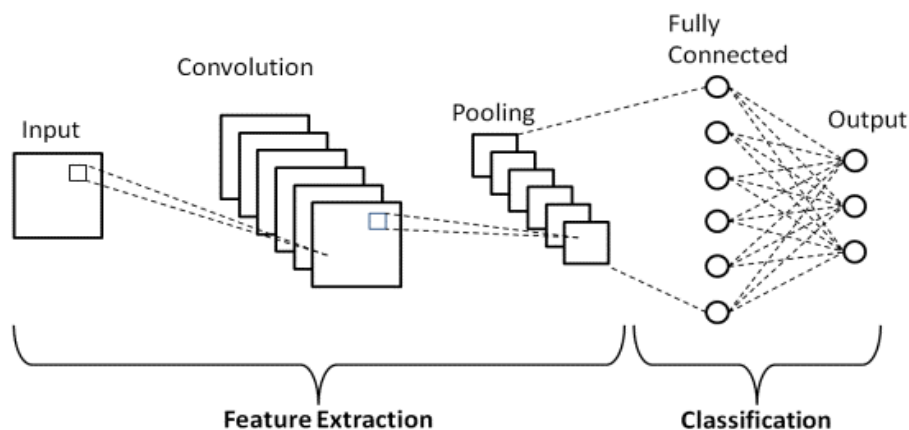 Input
Convolution
Pooling
Fully
Connected
Output
Feature Extraction
Classification